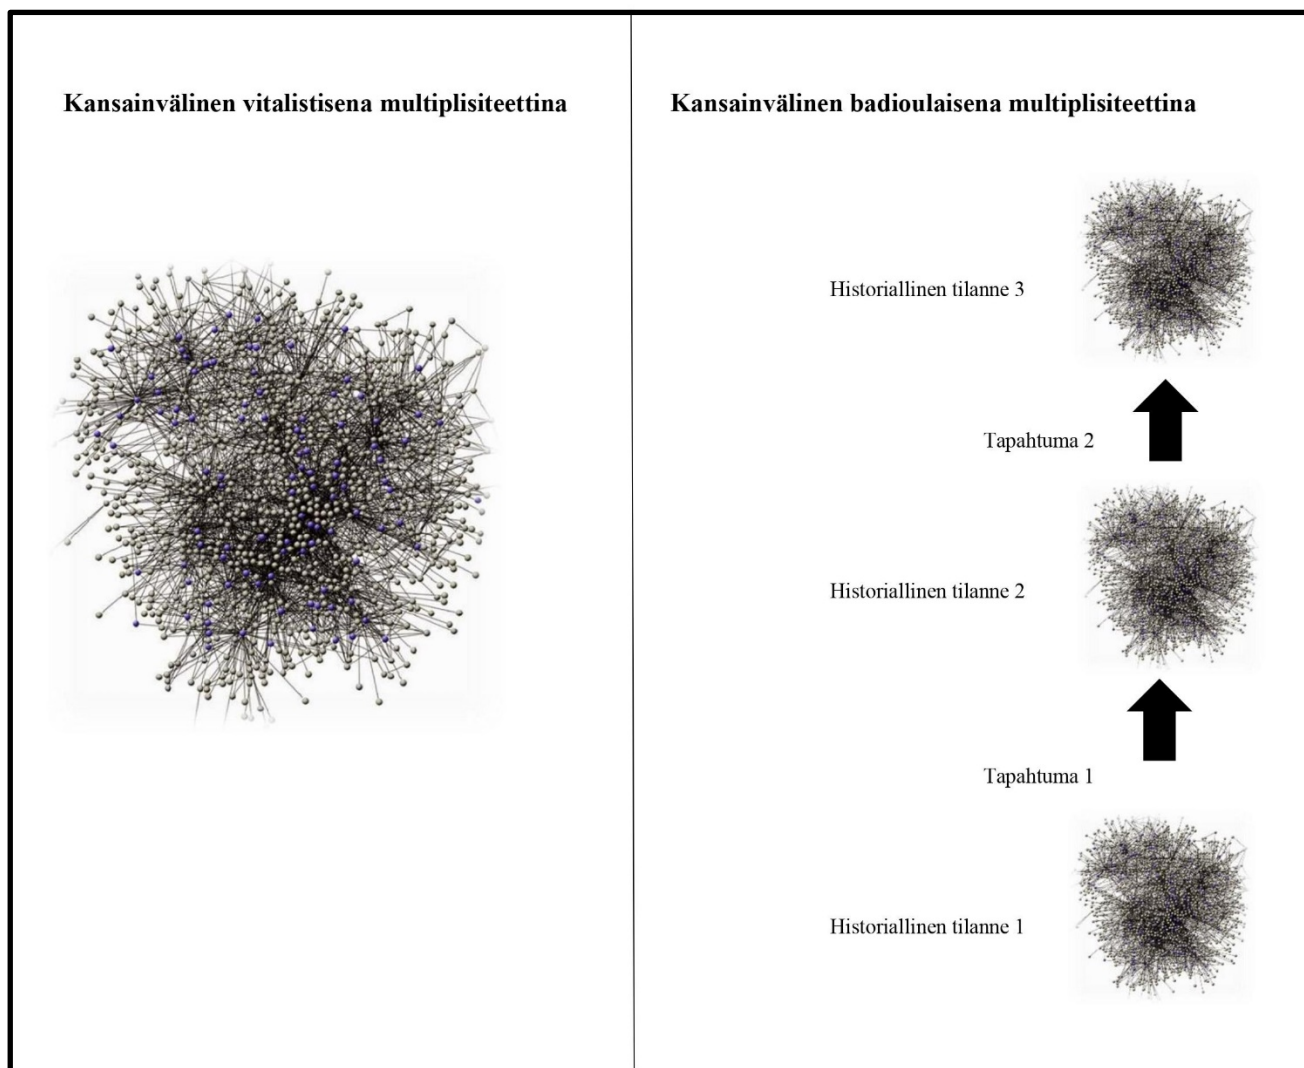 Kansainvälinen vitalistisena multiplisiteettina
Kansainvälinen badioulaisena multiplisiteettina
Historiallinen tilanne 3
Tapahtuma 2
Historiallinen tilanne 2
Tapahtuma 1
Historiallinen tilanne 1